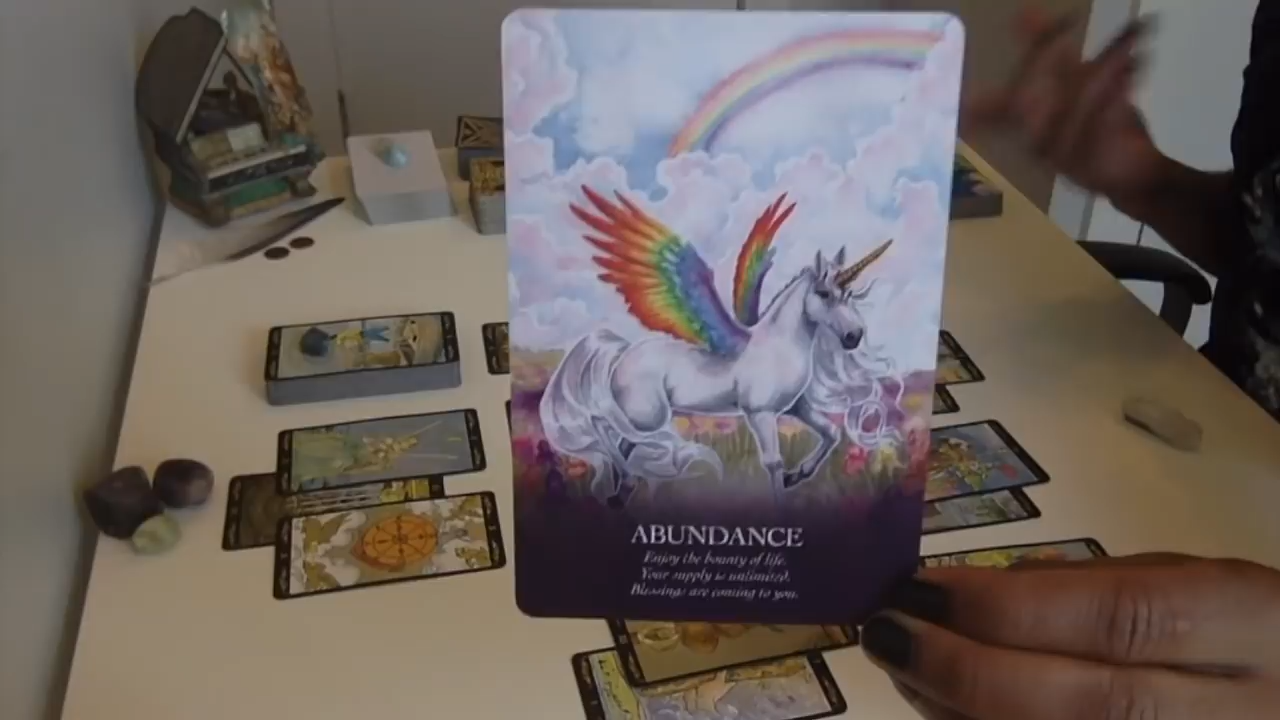 ABUNDANCE
Enjoy the bounty of life.
Your supply is unlimited.
Blessings are coming to you.